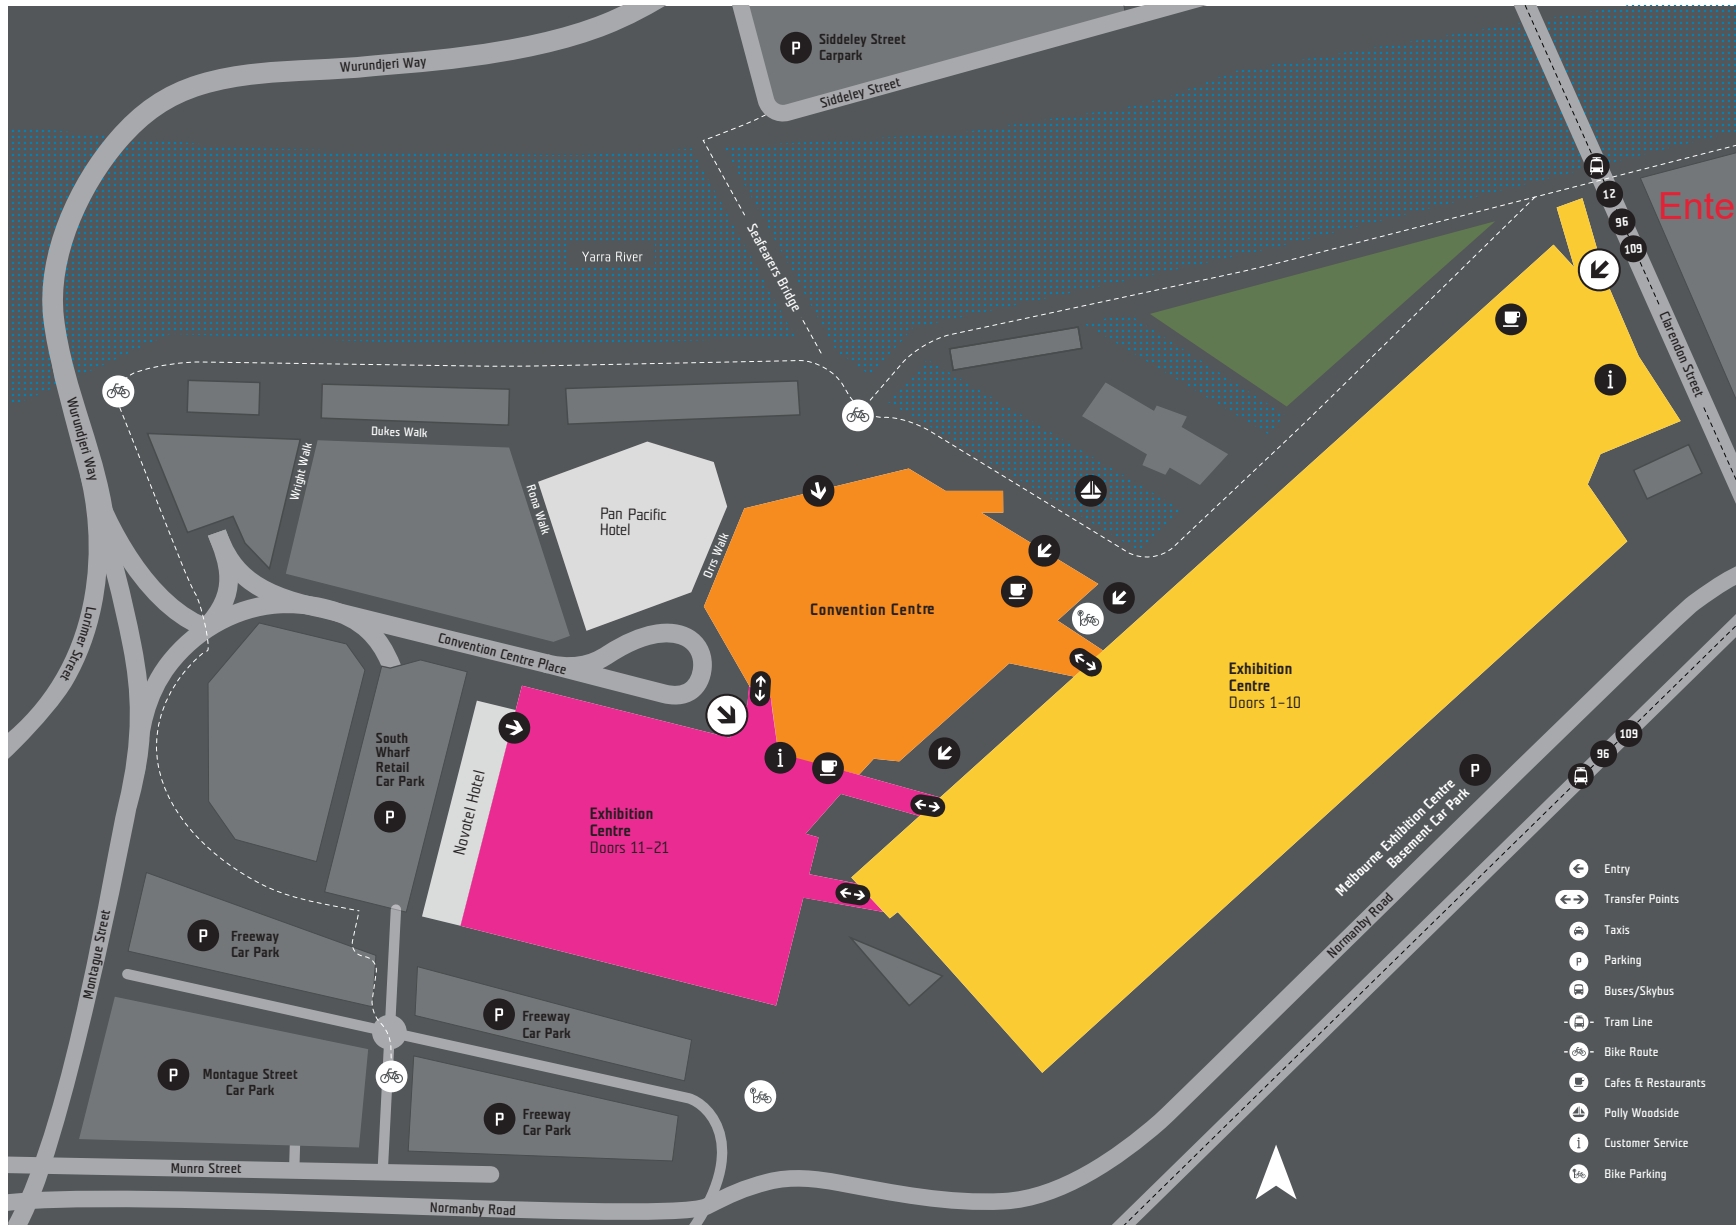 Siddeley Street
Carpark
P
Wurundjeri Way
Siddeley Street
12
96
109
Ente
Seafarers Bridge
Yarra River
Clarendon Street
i
Wurundjeri Way
Dukes Walk
Wright Walk
Rona Walk
Pan Pacific
Hotel
Orrs Walk
P
Convention Centre
Lorimer Street
Convention Centre Place
Exhibition
Centre
Doors 1-10
South
Wharf
Retail
Car Park
P
Novotel Hotel
i
Exhibition
Centre
Doors 11-21
109
96
P
Melbourne Exhibition Centre
Basement Car Park
Normanby Road
Montague Street
P
Freeway
Car Park
P
Freeway
Car Park
P
Montague Street
Car Park
P
Freeway
Car Park
Munro Street
Normanby Road
Entry
Transfer Points
Taxis
P
Parking
Buses/Skybus
Tram Line
Bike Route
Cafes & Restaurants
Polly Woodside
i
Customer Service
Bike Parking